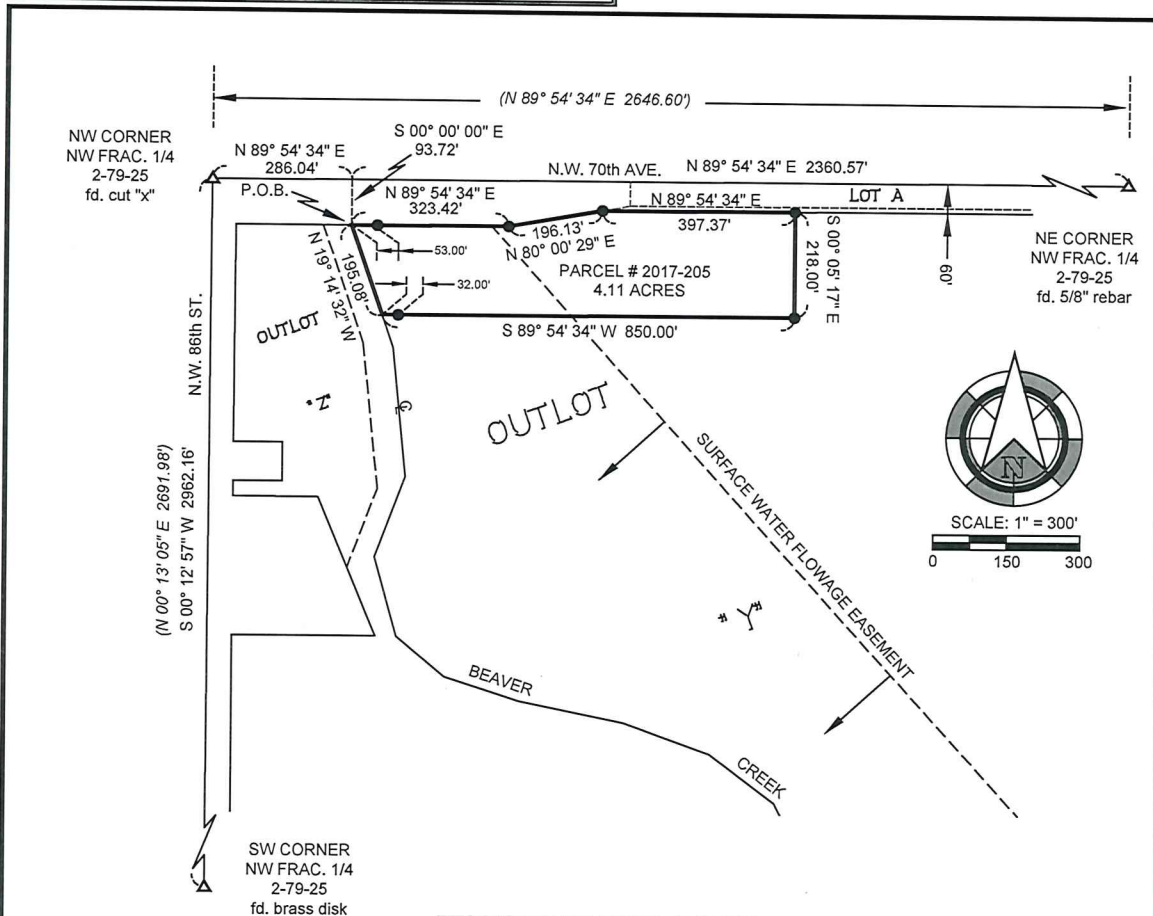 (N 89° 54' 34" E 2646.60')
NW CORNER
NW FRAC. 1/4
2-79-25
fd. cut "x"
N 89° 54' 34" E
286.04'
P.O.B.
S 00° 00' 00" E
93.72'
N 89° 54' 34" E
323.42'
N.W. 70th AVE.
N 89° 54' 34" E 2360.57'
LOT A
N 89° 54' 34" E
397.37'
196.13'
N 80° 00' 29" E
53.00'
32.00'
195.08'
N 19° 14' 32" W
PARCEL # 2017-205
4.11 ACRES
S 00° 05' 17" E
218.00'
60'
NE CORNER
NW FRAC. 1/4
2-79-25
fd. 5/8" rebar
S 89° 54' 34" W 850.00'
N.W. 86th ST.
OUTLOT
"Z"
CL
OUTLOT
"Y"
SURFACE WATER FLOWAGE EASEMENT
N
SCALE: 1" = 300'
0 150 300
(N 00° 13' 05" E 2691.98')
S 00° 12' 57" W 2962.16'
BEAVER
CREEK
SW CORNER
NW FRAC. 1/4
2-79-25
fd. brass disk